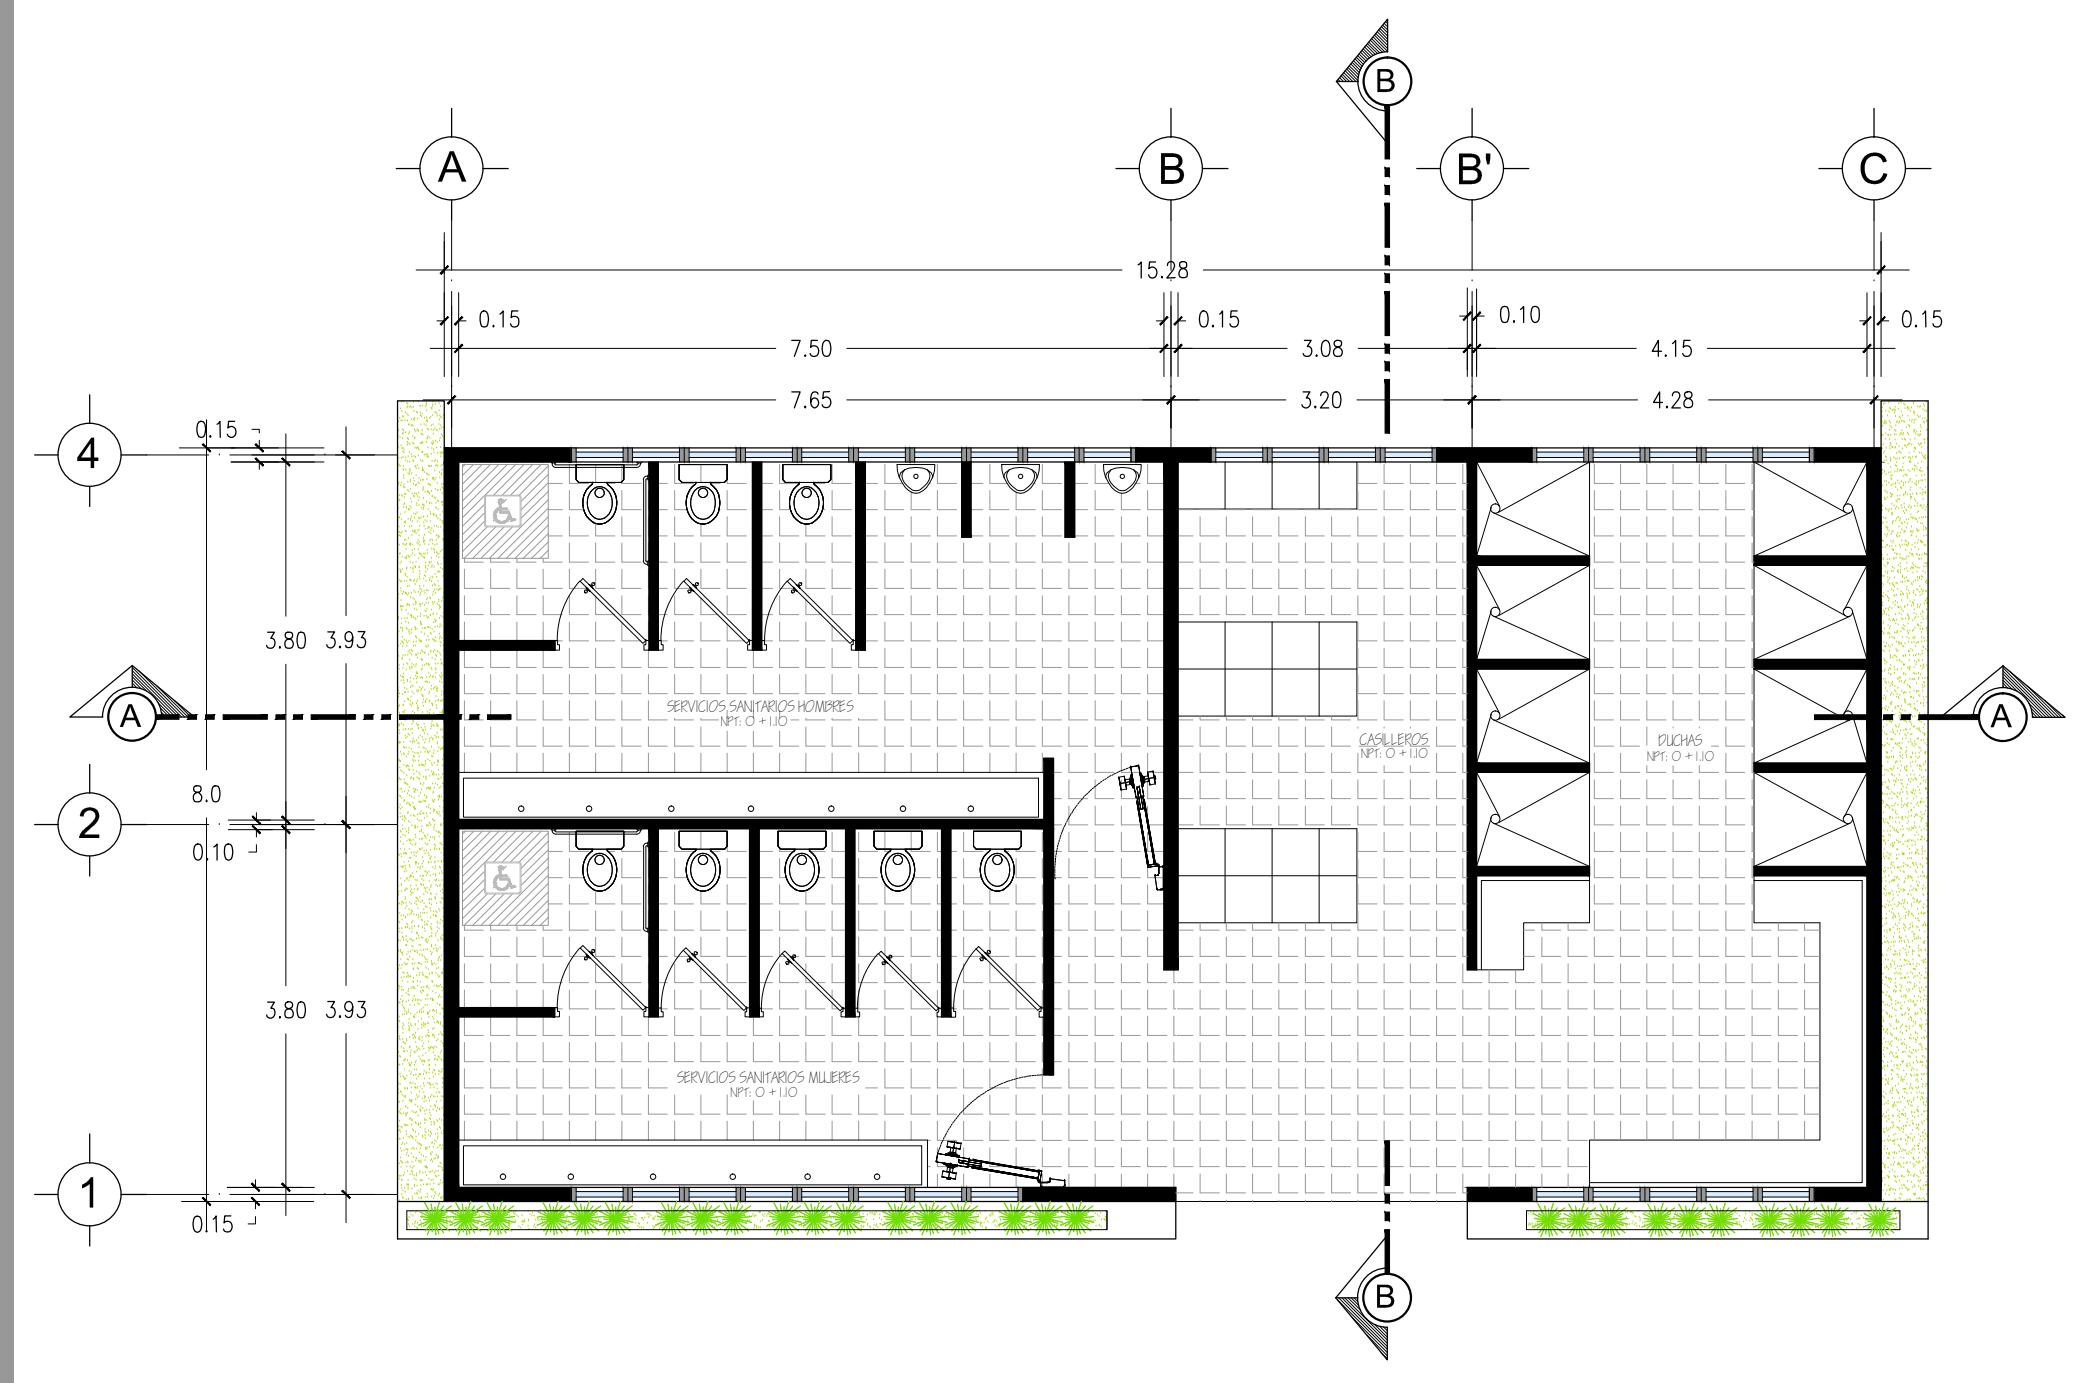 B
A
B
B'
C
15.28
0.15
0.15
0.10
0.15
7.50
3.08
4.15
7.65
3.20
4.28
4
0.15
3.80
3.93
SERVICIOS SANITARIOS HOMBRES
NPT: 0 + 1.10
CASILLEROS
NPT: 0 + 1.10
DUCHAS
NPT: 0 + 1.10
A
A
8.0
2
0.10
3.80
3.93
SERVICIOS SANITARIOS MUJERES
NPT: 0 + 1.10
1
0.15
B